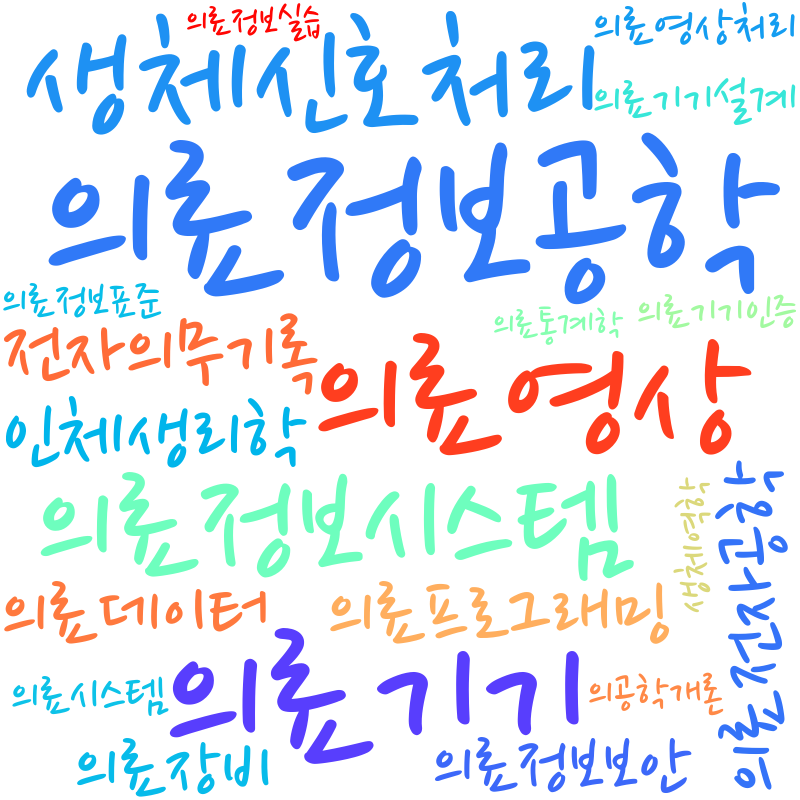 의료정보실습
의료영상처리
생체신호처리
의료기기설계
의료정보공학
의료정보표준
의료통계학
의료기기인증
전자의무기록
의료영상
인체생리학
의료정보시스템
생체역학
의료전자공학
의료데이터
의료프로그래밍
의료기기
의료시스템
의공학개론
의료장비
의료정보보안